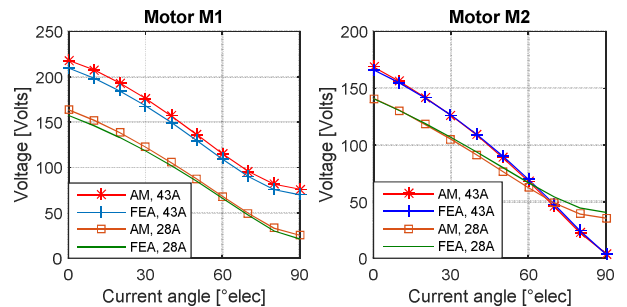 Motor M1
Voltage [Volts]
250
200
150
100
50
0
AM, 43A
FEA, 43A
AM, 28A
FEA, 28A
0 30 60 90
Current angle [°elec]
Motor M2
Voltage [Volts]
200
150
100
50
0
AM, 43A
FEA, 43A
AM, 28A
FEA, 28A
0 30 60 90
Current angle [°elec]